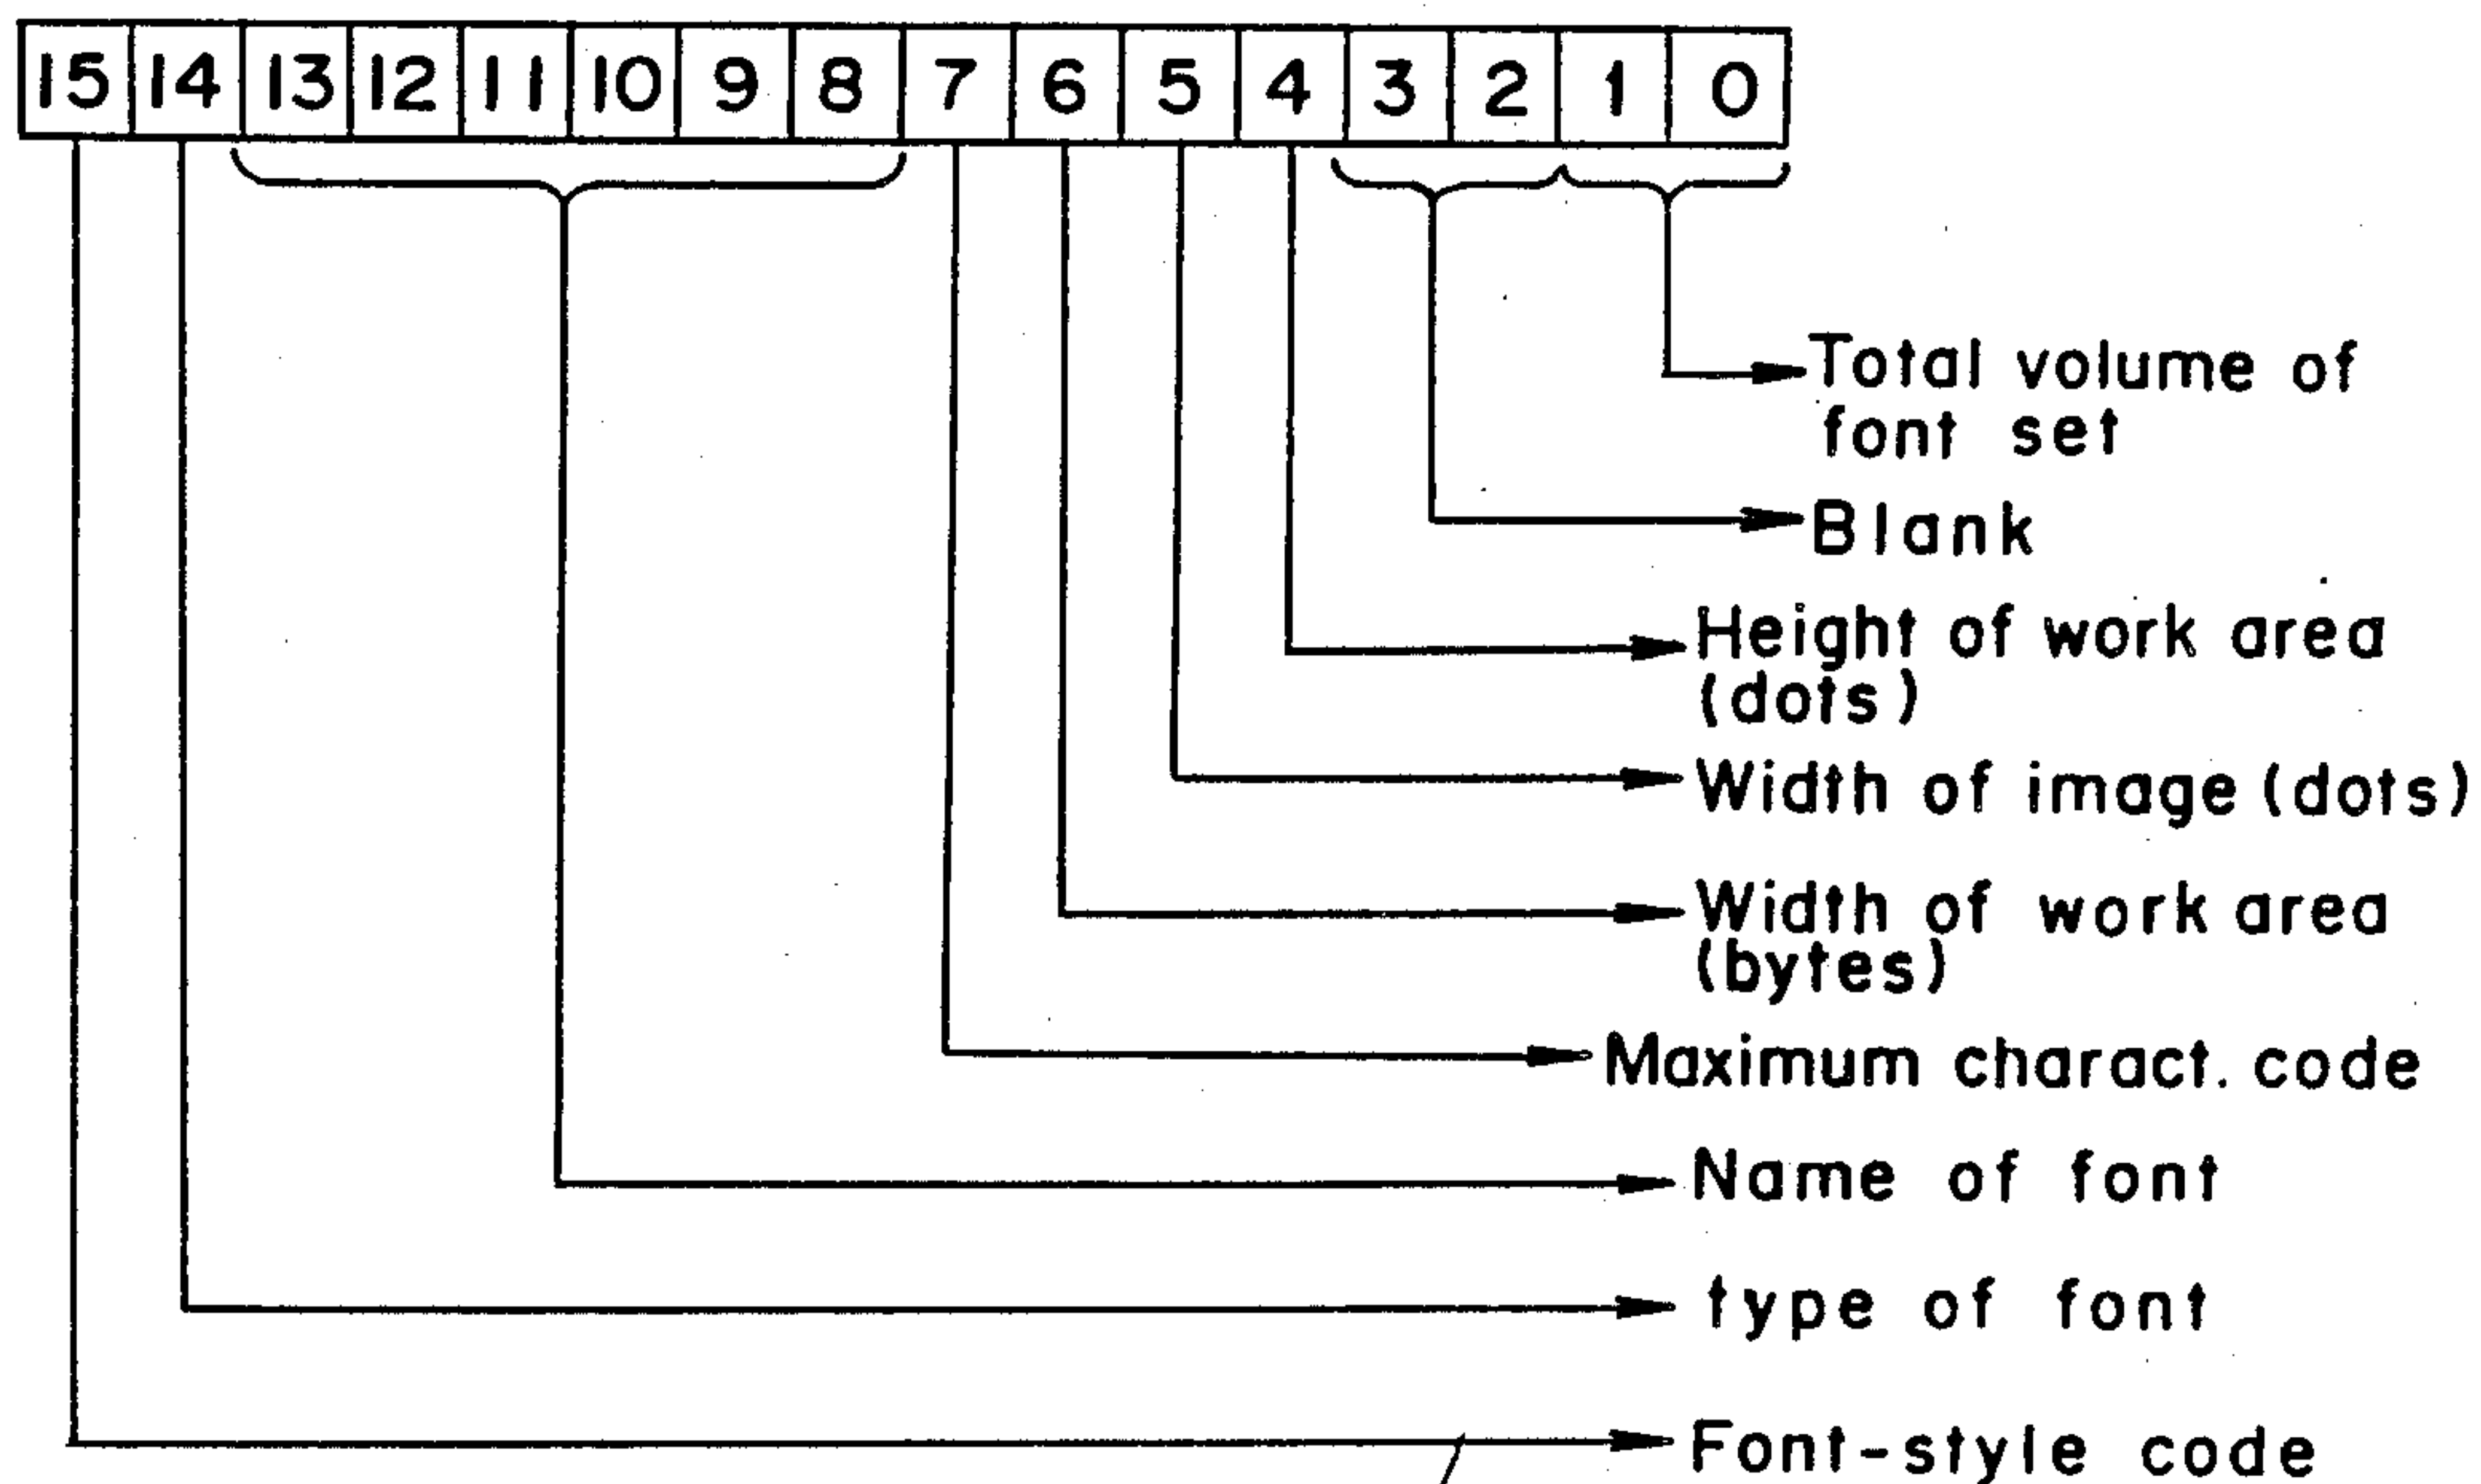 15 14 13 12 11 10 9 8 7 6 5 4 3 2 1 0
Total volume of
font set
Blank
Height of work area
(dots)
Width of image (dots)
Width of work area
(bytes)
Maximum charact. code
Name of font
type of font
Font-style code